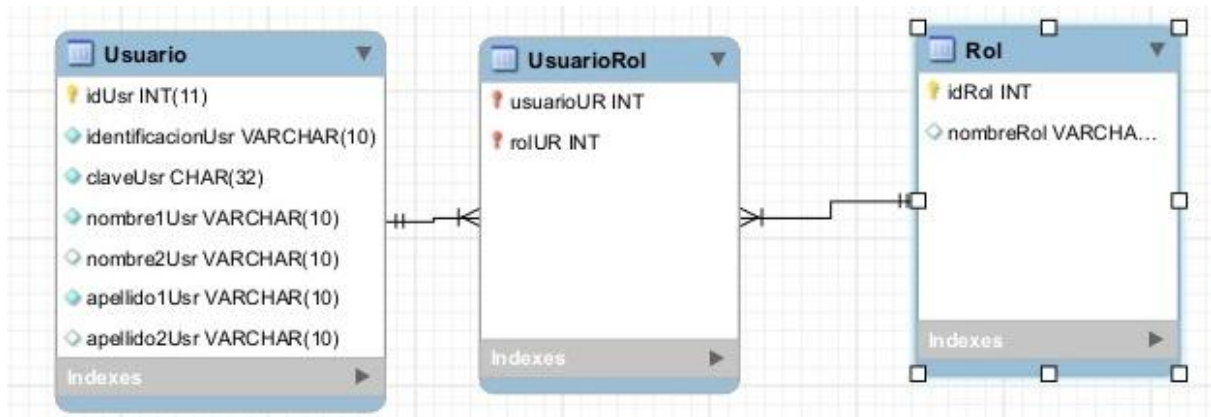 Usuario
idUsr INT(11)
identificacionUsr VARCHAR(10)
claveUsr CHAR(32)
nombre1Usr VARCHAR(10)
nombre2Usr VARCHAR(10)
apellido1Usr VARCHAR(10)
apellido2Usr VARCHAR(10)
Indexes
UsuarioRol
usuarioUR INT
rolUR INT
Indexes
Rol
idRol INT
nombreRol VARCHA...
Indexes